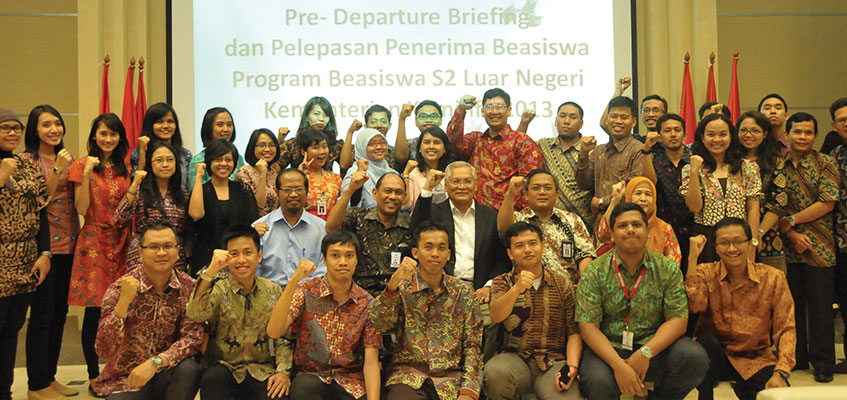 Pre- Departure Briefing
dan Pelepasan Penerima Beasiswa
Program Beasiswa S2 Luar Negeri
2013